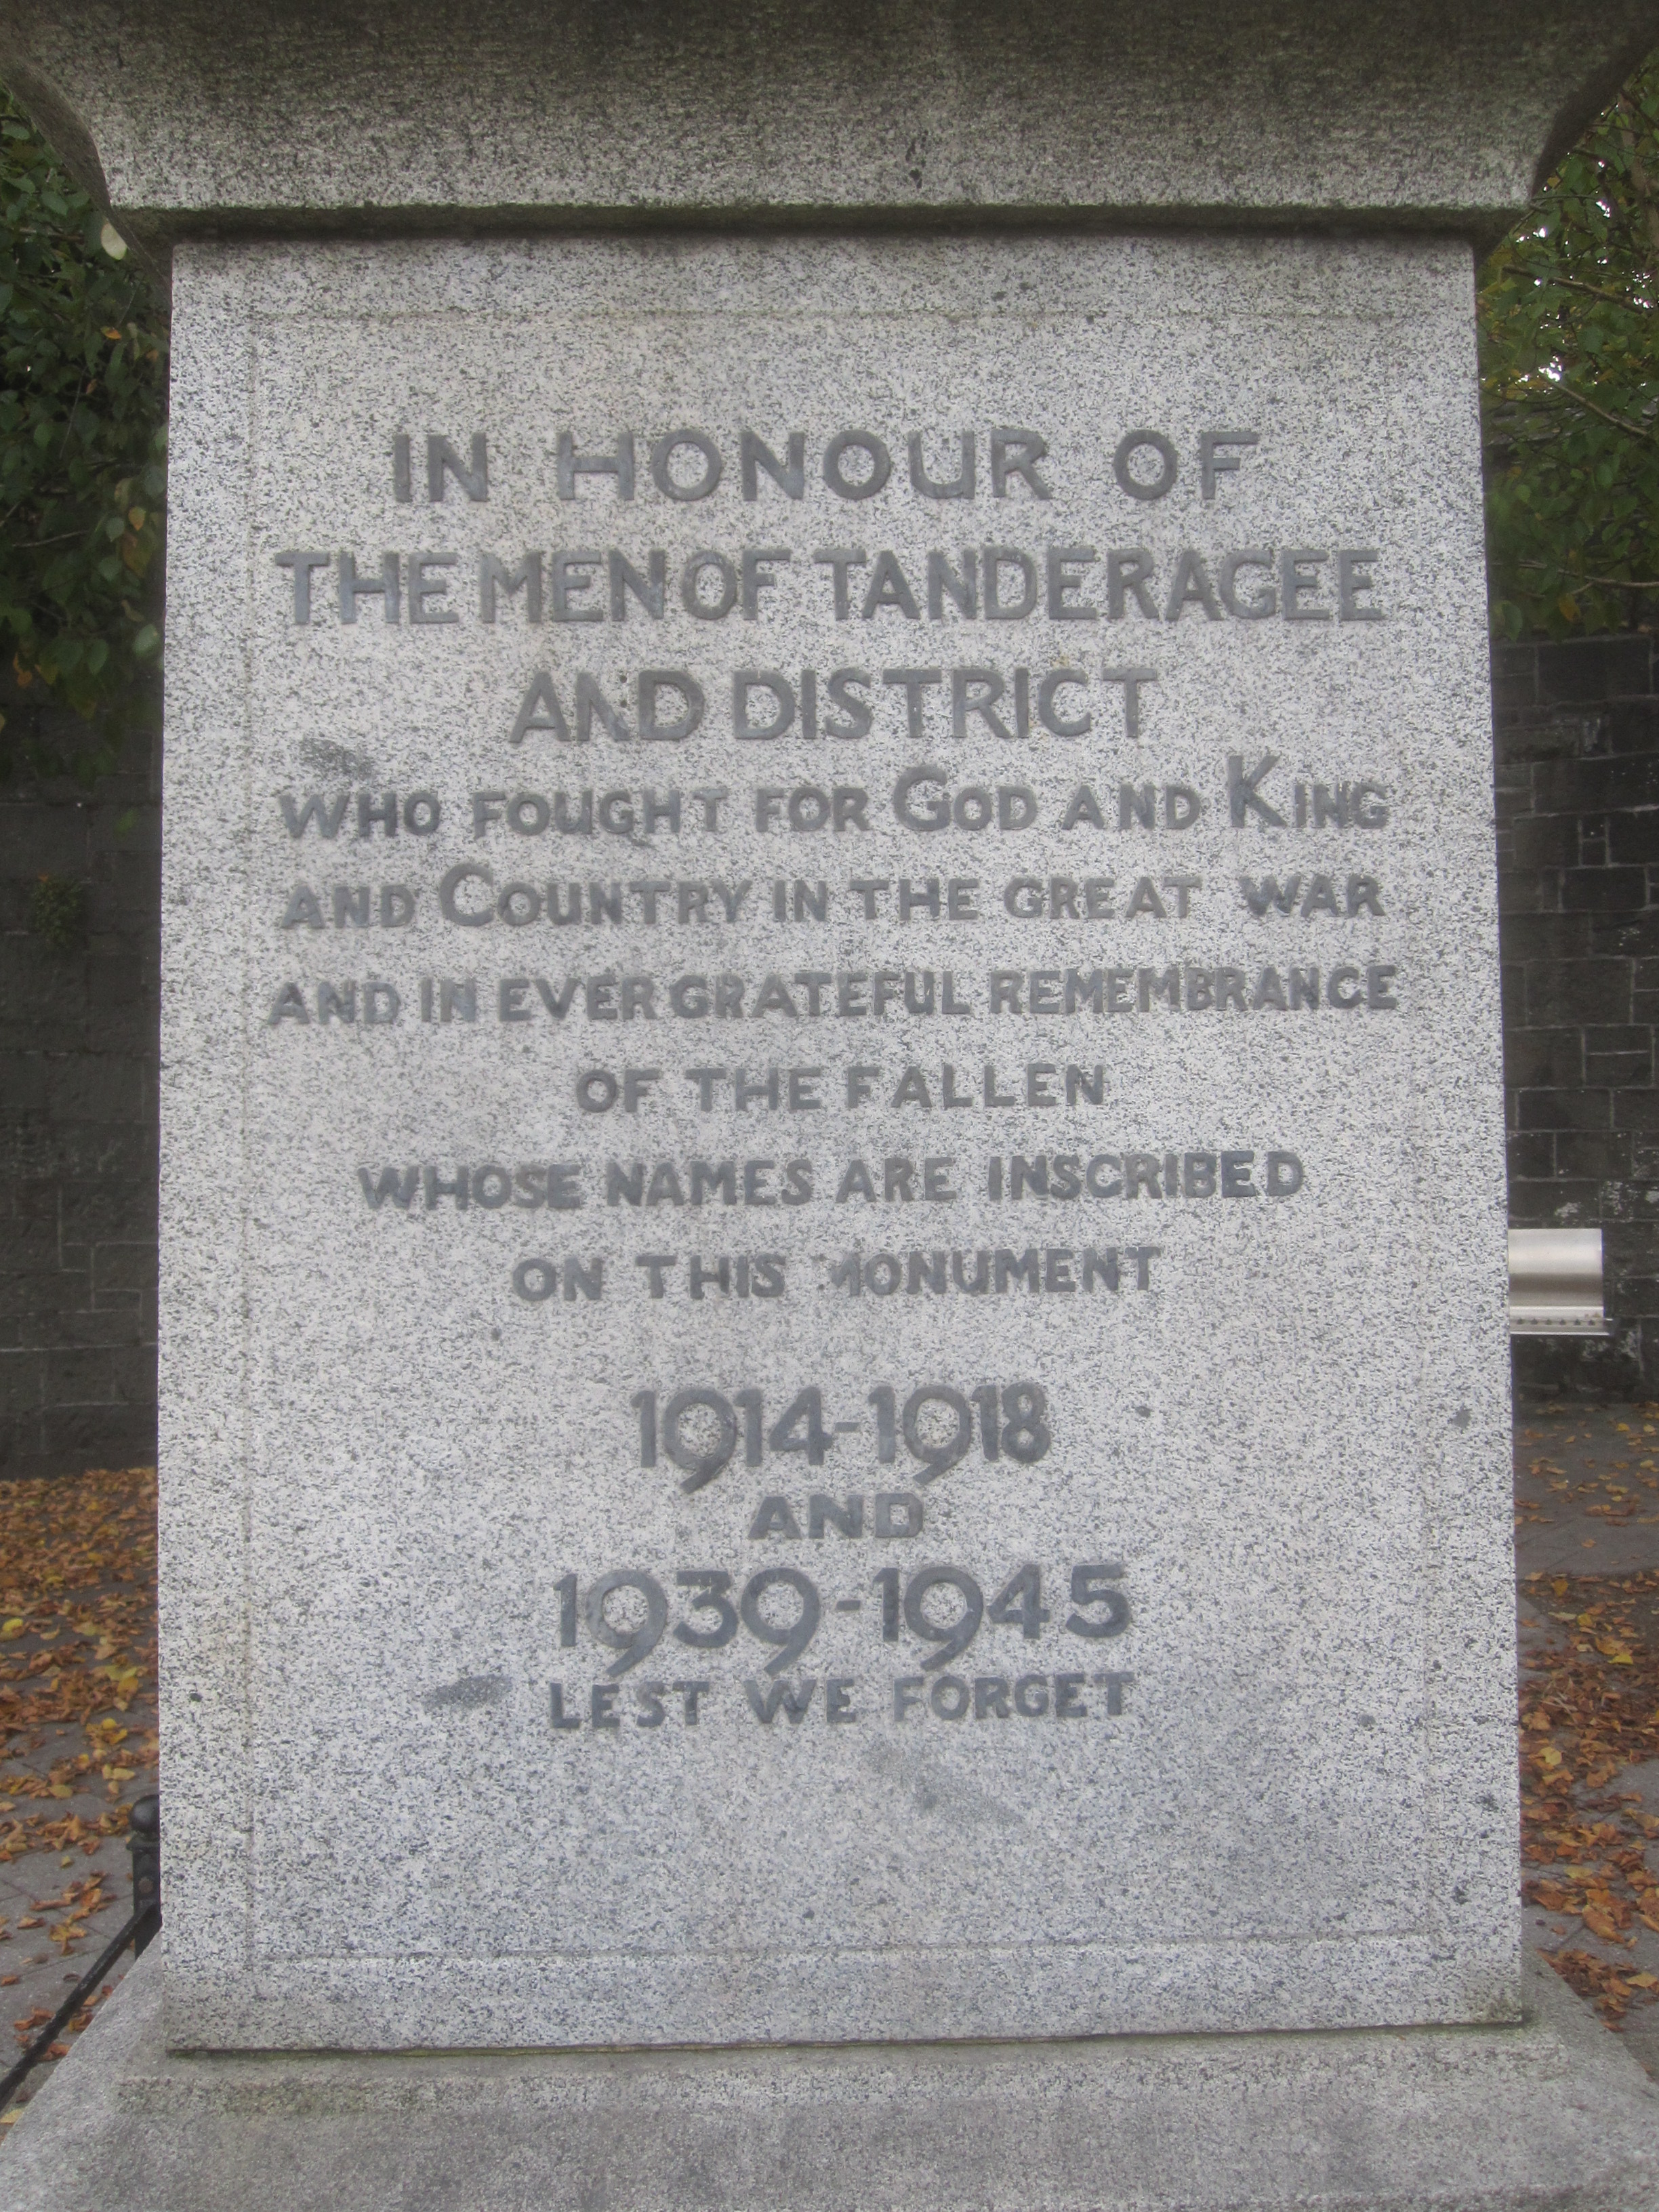 IN HONOUR OF
THE MEN OF TANDERAGEE
AND DISTRICT
WHO FOUGHT FOR GOD AND KING
AND COUNTRY IN THE GREAT WAR
AND IN EVER GRATEFUL REMEMBRANCE
OF THE FALLEN
WHOSE NAMES ARE INSCRIBED
ON THIS MONUMENT
1914-1918
AND
1939-1945
LEST WE FORGET